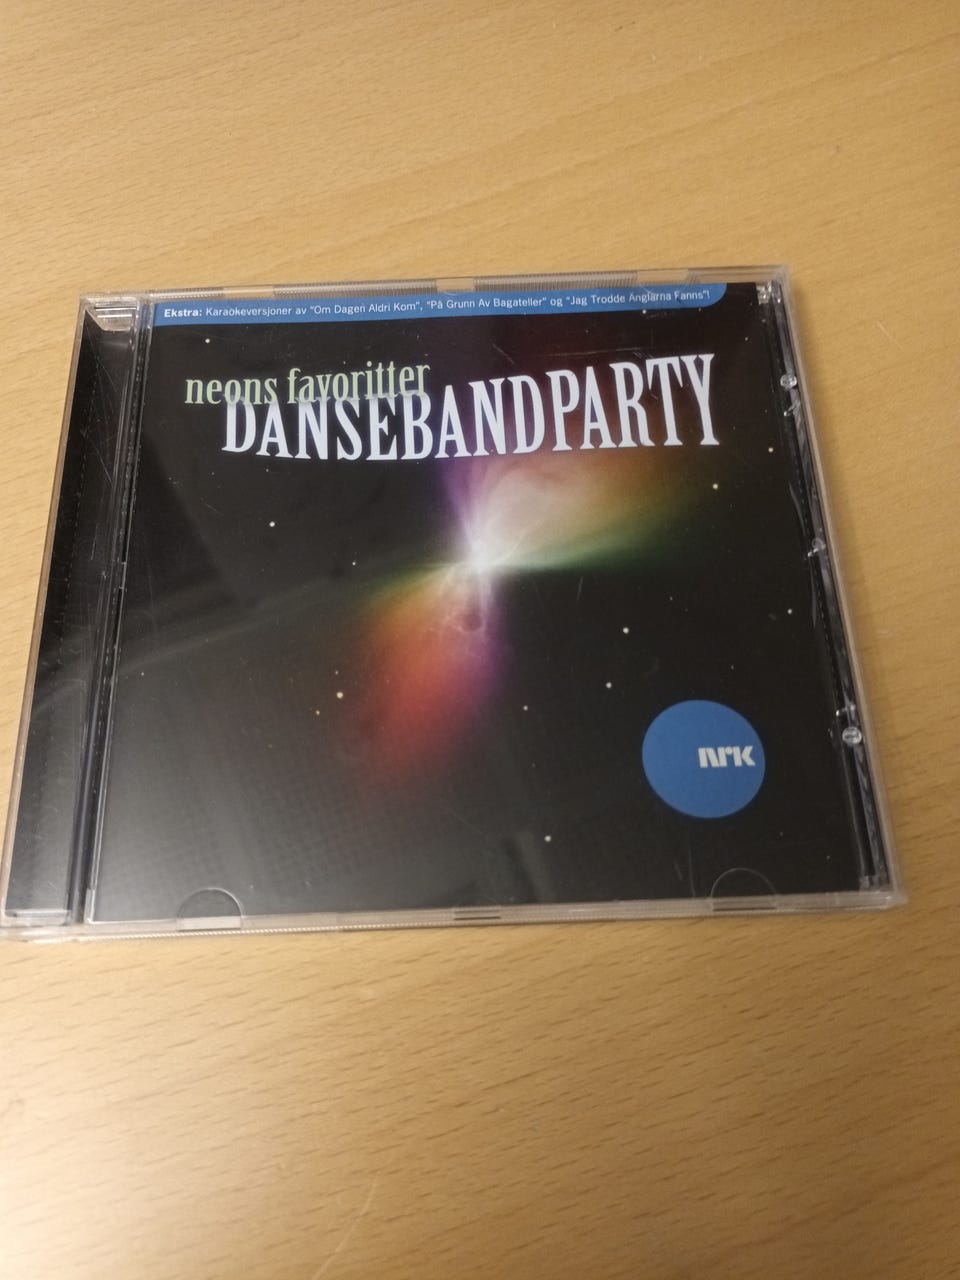 Ekstra: Karaokeversjoner av "Om Dagen Aldri Kom", "På Grunn Av Bagateller" og "Jag Trodde Änglarna Fanns"!
neons favoritter
DANSEBANDPARTY
nrk